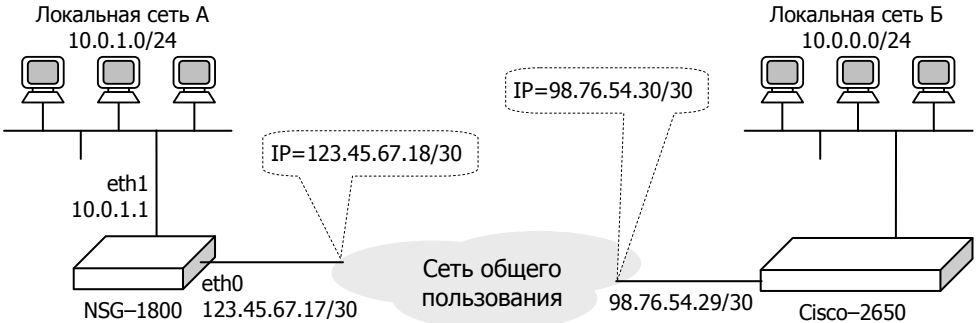 Локальная сеть А
10.0.1.0/24
Локальная сеть Б
10.0.0.0/24
IP=98.76.54.30/30
IP=123.45.67.18/30
eth1
10.0.1.1
Сеть общего
пользования
eth0
123.45.67.17/30
NSG–1800
98.76.54.29/30
Cisco–2650